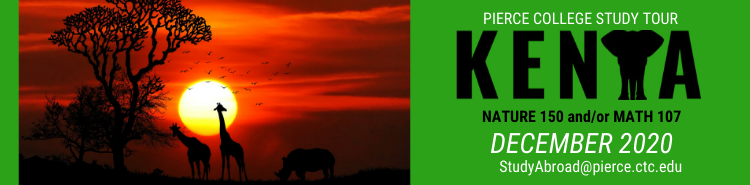 PIERCE COLLEGE STUDY TOUR
KENYA
NATURE 150 and/or MATH 107
DECEMBER 2020
StudyAbroad@pierce.ctc.edu